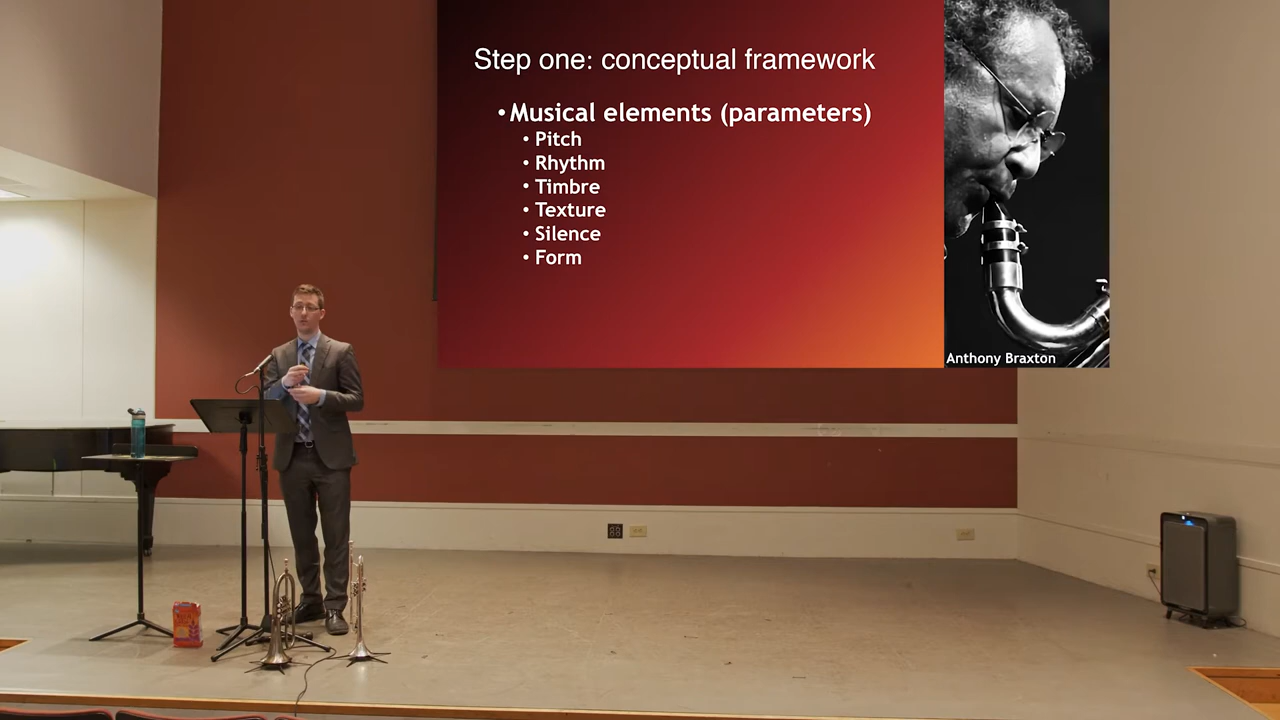 Step one: conceptual framework
•Musical elements (parameters)
• Pitch
• Rhythm
• Timbre
• Texture
• Silence
• Form
Anthony Braxton